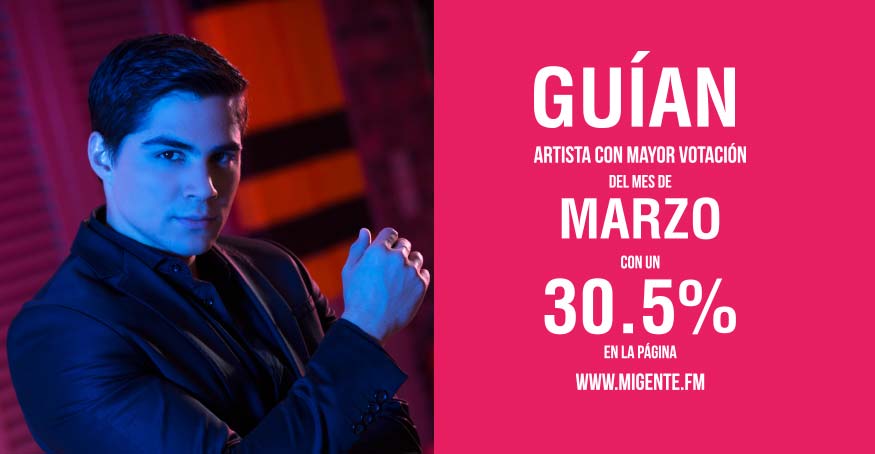 GUÍAN
ARTISTA CON MAYOR VOTACIÓN
DEL MES DE
MARZO
CON UN
30.5%
EN LA PÁGINA
WWW.MIGENTE.FM